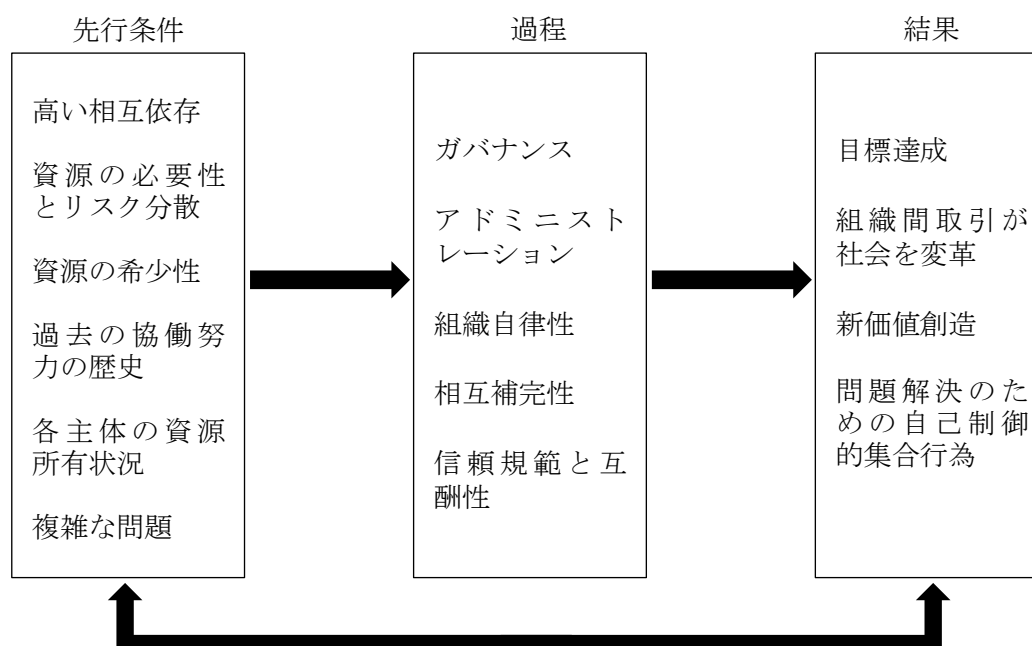 先行条件
高い相互依存
資源の必要性
とリスク分散
資源の希少性
過去の協働努
力の歴史
各主体の資源
所有状況
複雑な問題
過程
ガバナンス
アドミニスト
レーション
組織自律性
相互補完性
信頼規範と互
酬性
結果
目標達成
組織間取引が
社会を変革
新価値創造
問題解決のた
めの自己制御
的集合行為